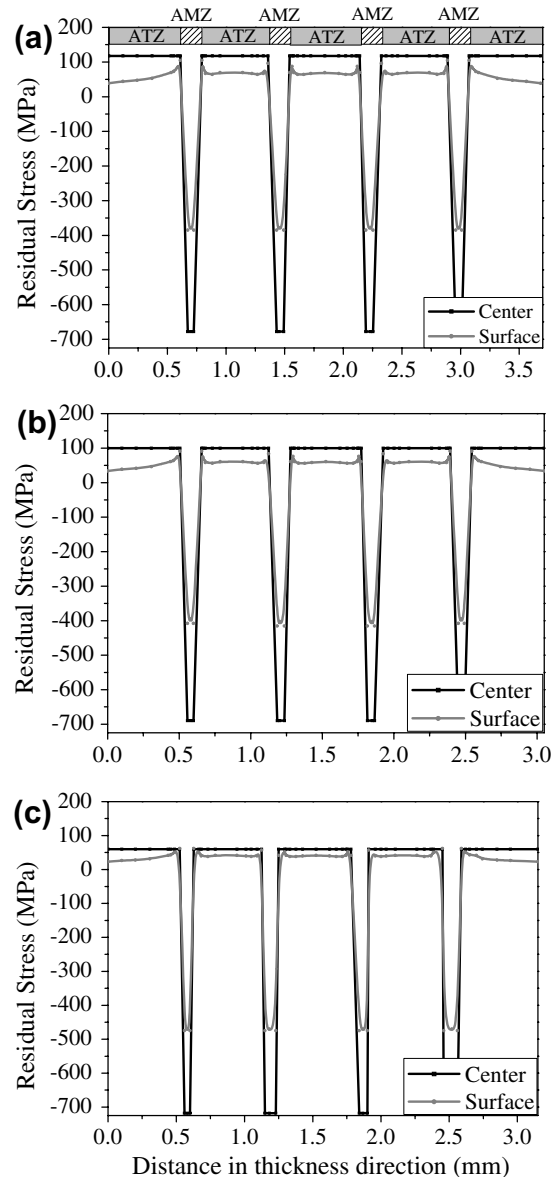 (a)
AMZ AMZ AMZ AMZ
ATZ ATZ ATZ ATZ ATZ
200
100
0
-100
-200
-300
-400
-500
-600
-700
Residual Stress (MPa)
Center
Surface
0.0 0.5 1.0 1.5 2.0 2.5 3.0 3.5
(b)
200
100
0
-100
-200
-300
-400
-500
-600
-700
Residual Stress (MPa)
Center
Surface
0.0 0.5 1.0 1.5 2.0 2.5 3.0
(c)
200
100
0
-100
-200
-300
-400
-500
-600
-700
Residual Stress (MPa)
Center
Surface
0.0 0.5 1.0 1.5 2.0 2.5 3.0
Distance in thickness direction (mm)